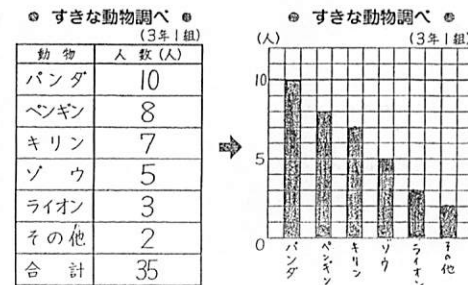 すきな動物調べ
(3年1組)
動物 人数(人)
パンダ 10
ペンギン 8
キリン 7
ゾウ 5
ライオン 3
その他 2
合計 35
すきな動物調べ
(人) (3年1組)
10
5
0
パンダ
ペンギン
キリン
ゾウ
ライオン
その他